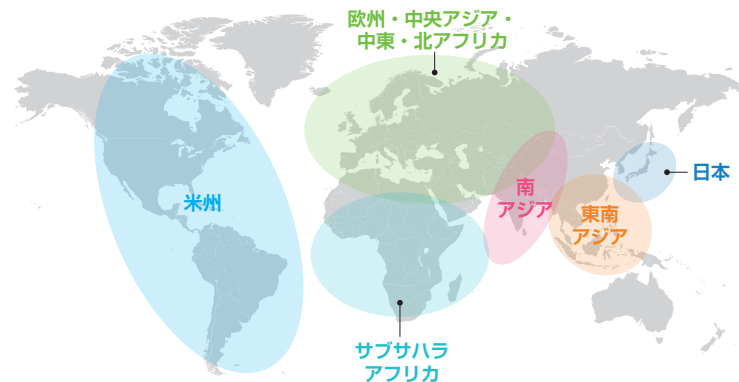 欧州・中央アジア・
中東・北アフリカ
米州
南
アジア
東南
アジア
日本
サブサハラ
アフリカ